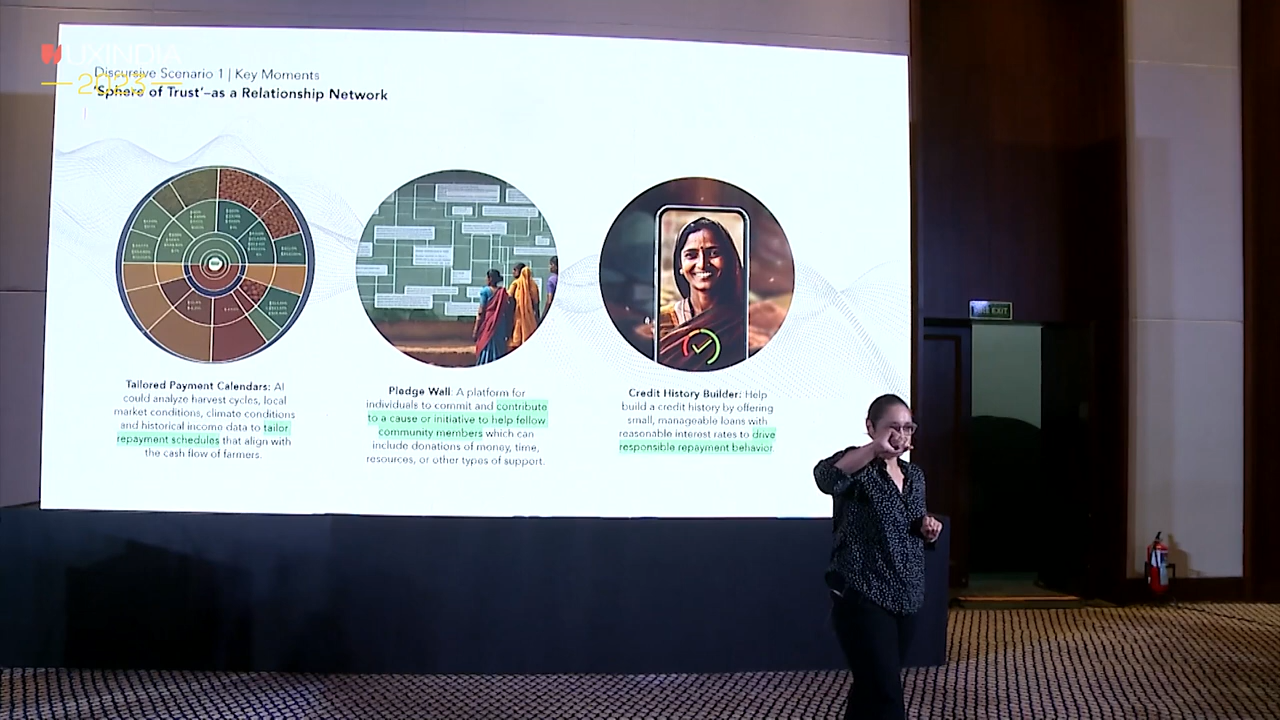 UXINDIA
2023
Discursive Scenario 1 | Key Moments
'Sphere of Trust'–as a Relationship Network
Tailored Payment Calendars: AI
could analyze harvest cycles, local
market conditions, climate conditions
and historical income data to tailor
repayment schedules that align with
the cash flow of farmers.
Pledge Wall: A platform for
individuals to commit and contribute
to a cause or initiative to help fellow
community members which can
include donations of money, time,
resources, or other types of support.
Credit History Builder: Help
build a credit history by offering
small, manageable loans with
reasonable interest rates to drive
responsible repayment behavior.
EXIT